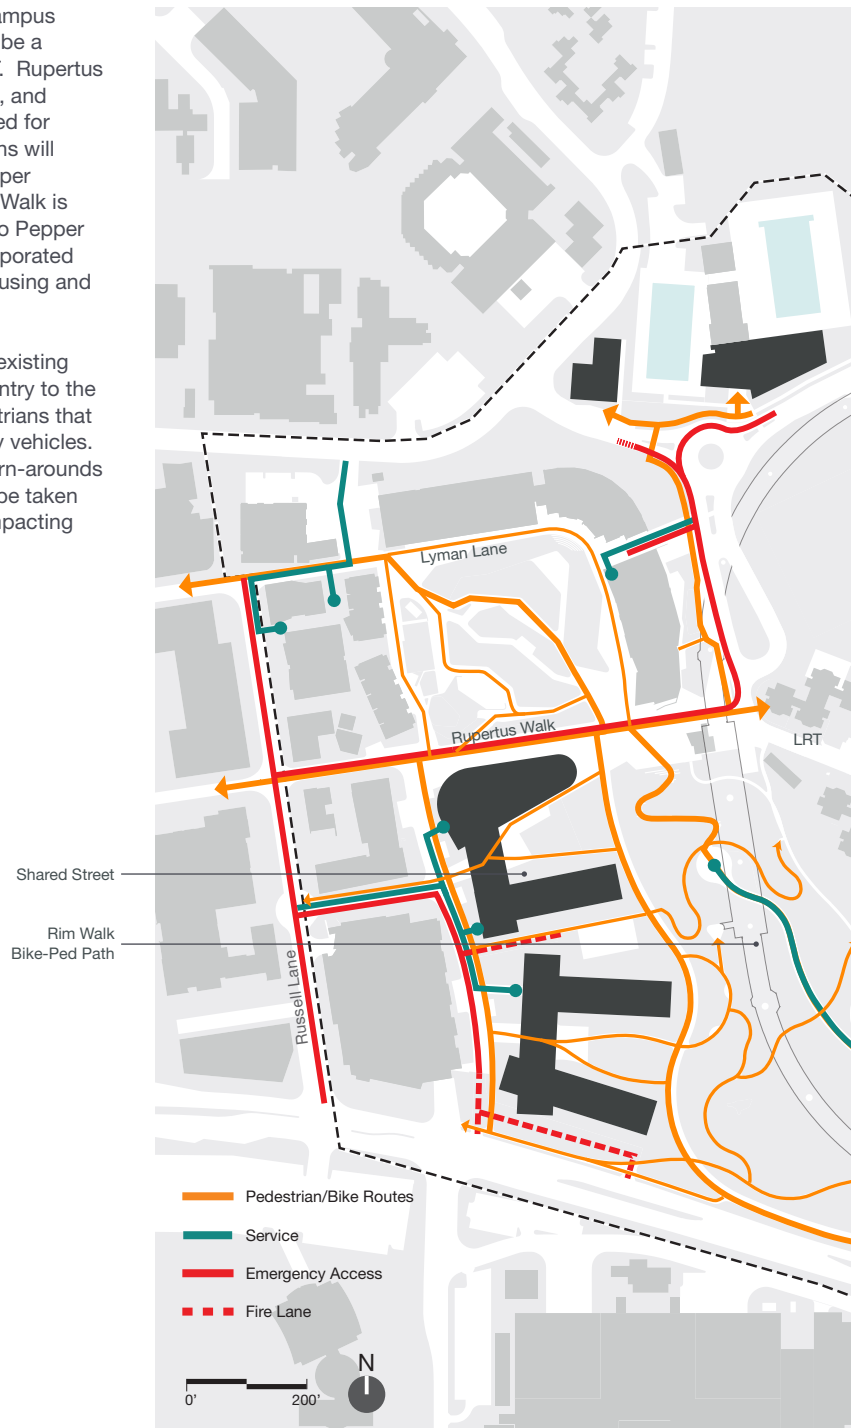 ampus
be a
. Rupertus
, and
ed for
ns will
per
Walk is
o Pepper
porated
using and
existing
ntry to the
trians that
y vehicles.
rn-arounds
be taken
mpacting
Lyman Lane
Rupertus Walk
LRT
Shared Street
Rim Walk
Bike-Ped Path
Russell Lane
Pedestrian/Bike Routes
Service
Emergency Access
Fire Lane
N
0' 200'